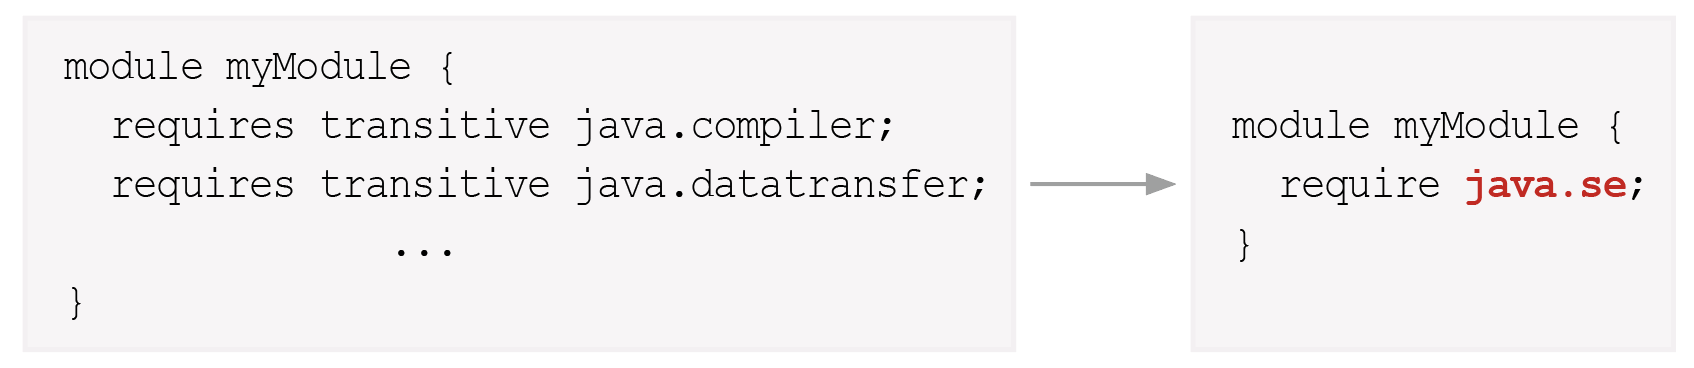 module myModule {
requires transitive java.compiler;
requires transitive java.datatransfer;
...
}
module myModule {
require java.se;
}